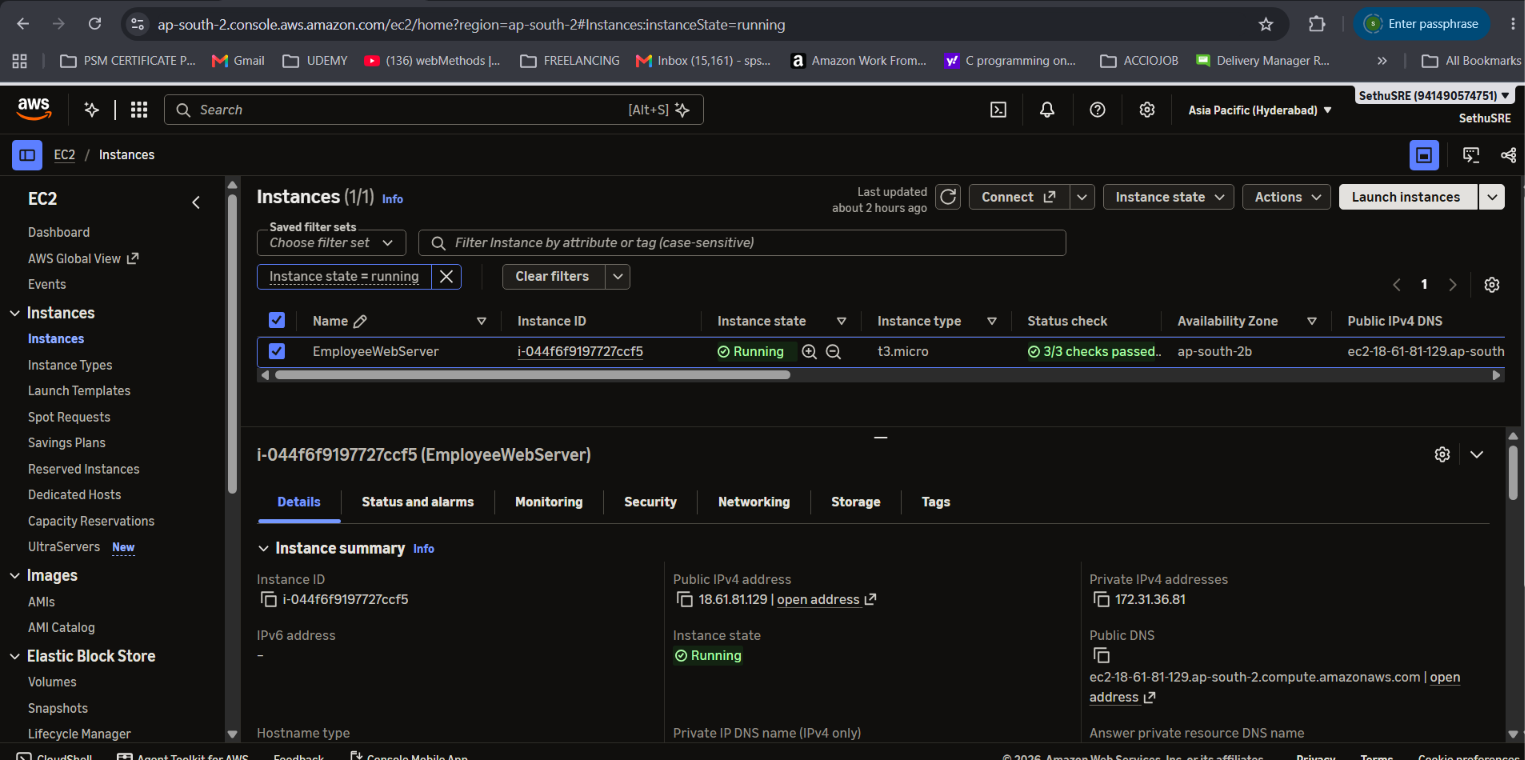 ap-south-2.console.aws.amazon.com/ec2/home?region=ap-south-2#Instances:instanceState=running
Enter passphrase
PSM CERTIFICATE P... Gmail UDEMY (136) webMethods |... FREELANCING Inbox (15,161) - sps... Amazon Work From... C programming on... ACCIOJOB Delivery Manager R... » All Bookmarks
aws Search [Alt+S] Asia Pacific (Hyderabad) SethuSRE (941490574751)
SethuSRE
EC2 / Instances
EC2
Dashboard
AWS Global View
Events
Instances
Instances
Instance Types
Launch Templates
Spot Requests
Savings Plans
Reserved Instances
Dedicated Hosts
Capacity Reservations
UltraServers New
Images
AMIs
AMI Catalog
Elastic Block Store
Volumes
Snapshots
Lifecycle Manager
Instances (1/1) Info
Last updated
about 2 hours ago
Connect Instance state Actions Launch instances
Saved filter sets
Choose filter set Filter Instance by attribute or tag (case-sensitive)
Instance state = running Clear filters 1
Name Instance ID Instance state Instance type Status check Availability Zone Public IPv4 DNS
EmployeeWebServer i-044f6f9197727ccf5 Running t3.micro 3/3 checks passed.. ap-south-2b ec2-18-61-81-129.ap-south
i-044f6f9197727ccf5 (EmployeeWebServer)
Details Status and alarms Monitoring Security Networking Storage Tags
Instance summary Info
Instance ID
i-044f6f9197727ccf5
Public IPv4 address
18.61.81.129 | open address
Private IPv4 addresses
172.31.36.81
IPv6 address
–
Instance state
Running
Public DNS
ec2-18-61-81-129.ap-south-2.compute.amazonaws.com | open
address
Hostname type Private IP DNS name (IPv4 only) Answer private resource DNS name
CloudShell Agent Toolkit for AWS Feedback Console Mobile App © 2026, Amazon Web Services, Inc. or its affiliates. Privacy Terms Cookie preferences